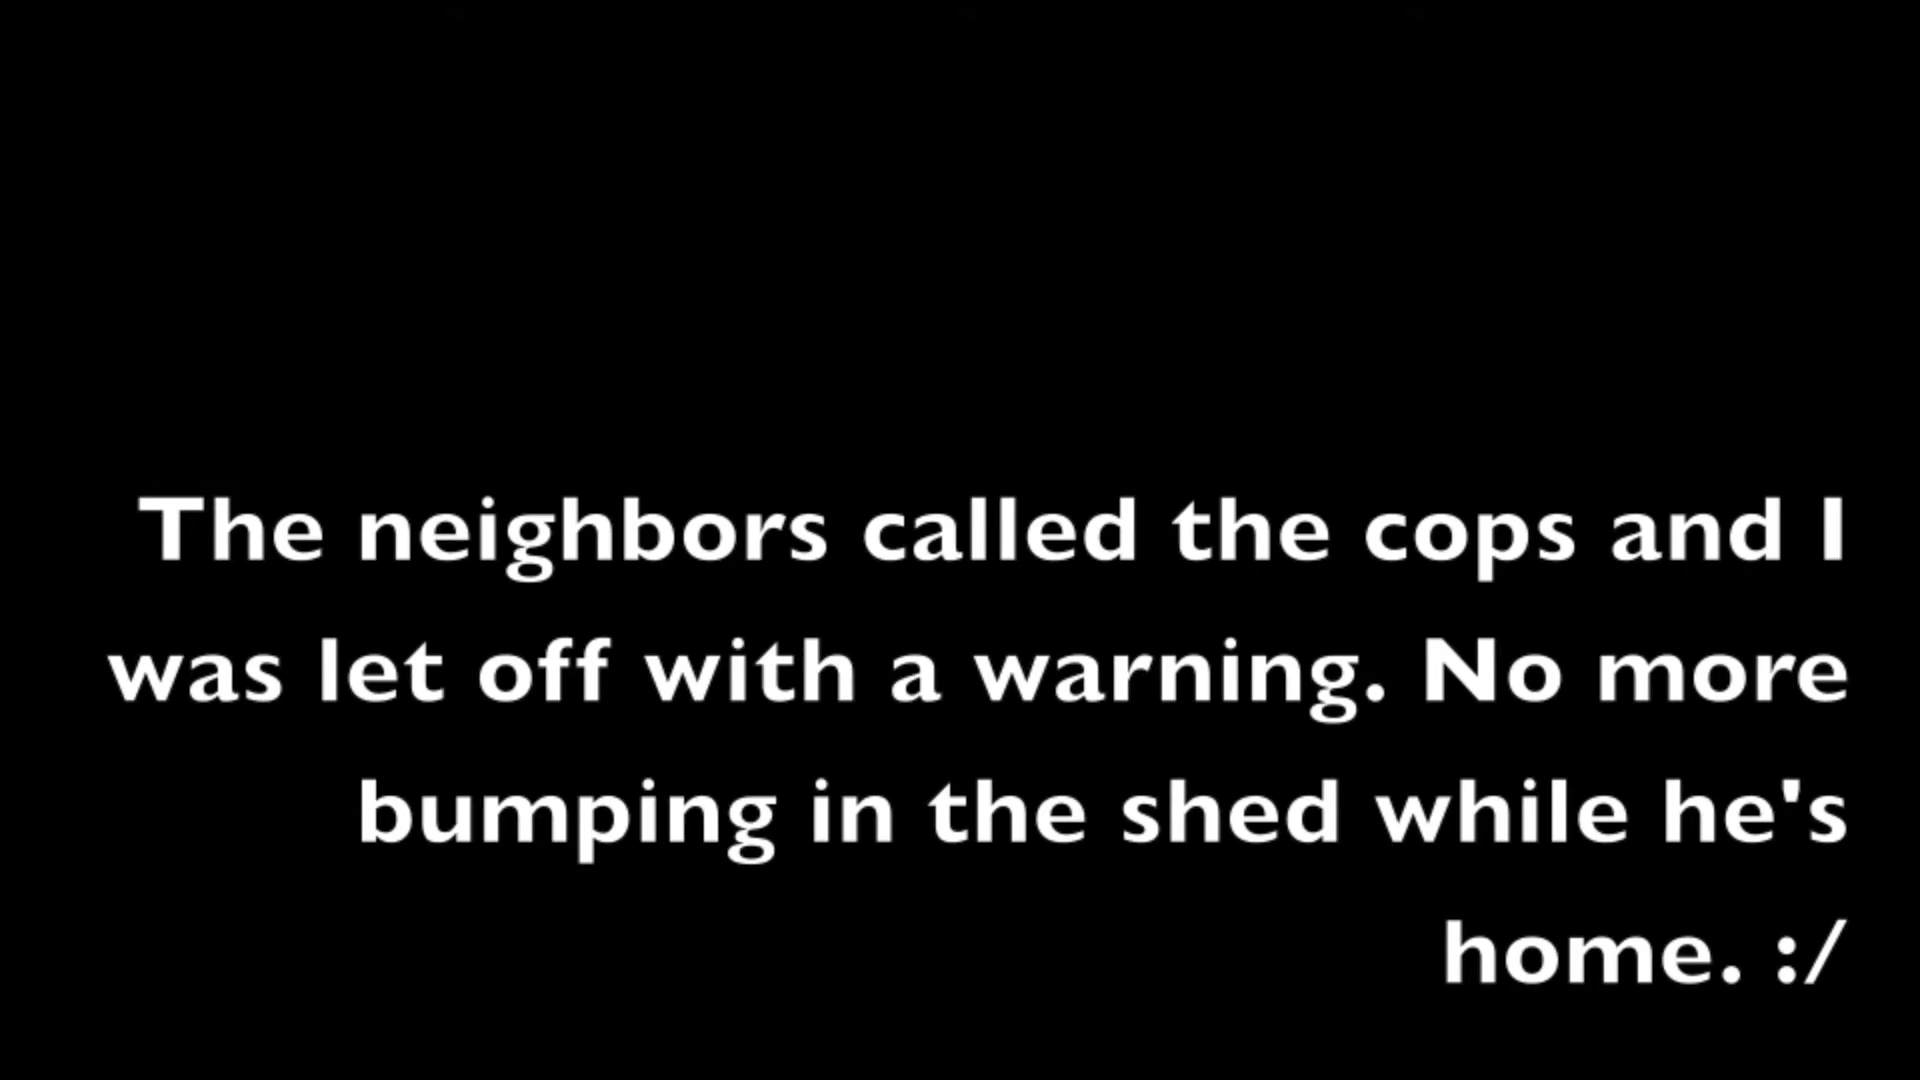 The neighbors called the cops and I
was let off with a warning. No more
bumping in the shed while he's
home. :/